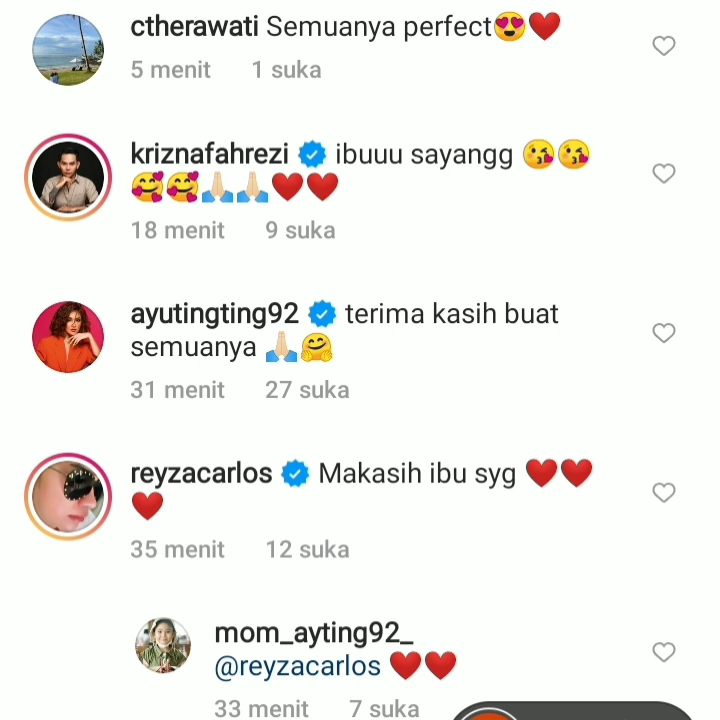 ctherawati Semuanya perfect😍❤️
5 menit 1 suka
kriznafahrezi ibuuu sayangg 😘😘
🥰🥰🙏🏻🙏🏻❤️❤️
18 menit 9 suka
ayutingting92 terima kasih buat
semuanya 🙏🏻🤗
31 menit 27 suka
reyzacarlos Makasih ibu syg ❤️❤️
❤️
35 menit 12 suka
mom_ayting92_
@reyzacarlos ❤️❤️
33 menit 7 suka